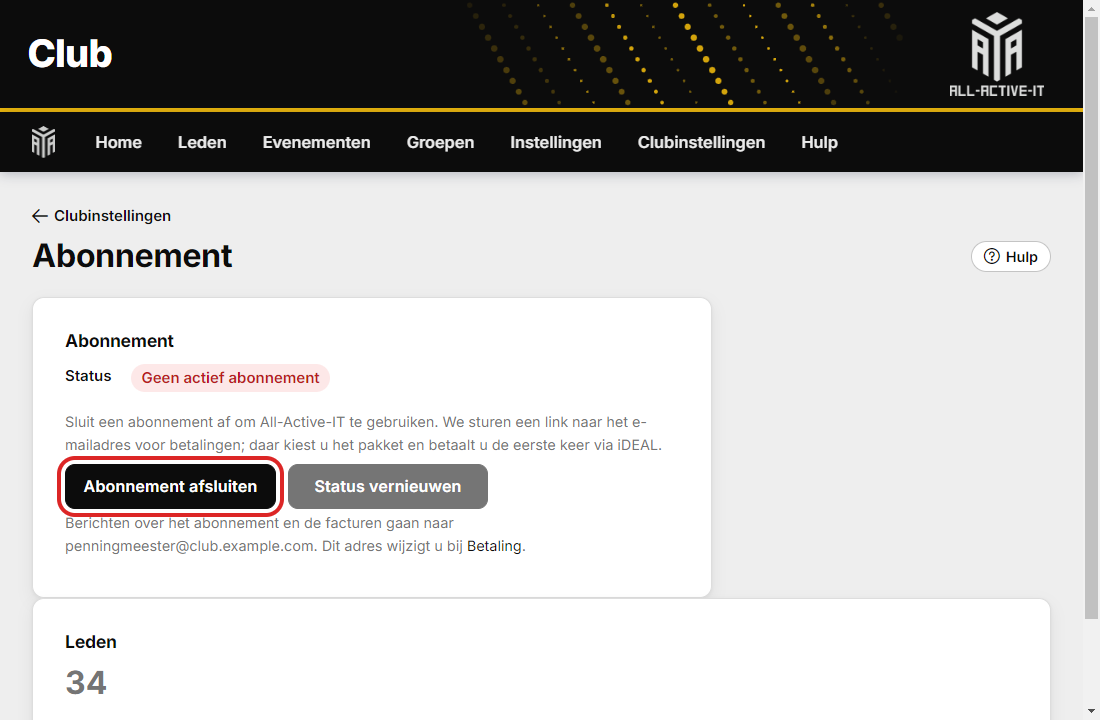 Club
ALL-ACTIVE-IT
Home Leden Evenementen Groepen Instellingen Clubinstellingen Hulp
← Clubinstellingen
Abonnement
Hulp
Abonnement
Status Geen actief abonnement
Sluit een abonnement af om All-Active-IT te gebruiken. We sturen een link naar het e-
mailadres voor betalingen; daar kiest u het pakket en betaalt u de eerste keer via iDEAL.
Abonnement afsluiten Status vernieuwen
Berichten over het abonnement en de facturen gaan naar
penningmeester@club.example.com. Dit adres wijzigt u bij Betaling.
Leden
34